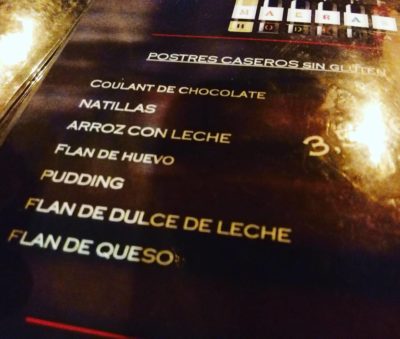 POSTRES CASEROS SIN GLUTEN
COULANT DE CHOCOLATE
NATILLAS
ARROZ CON LECHE
FLAN DE HUEVO
PUDDING
FLAN DE DULCE DE LECHE
FLAN DE QUESO